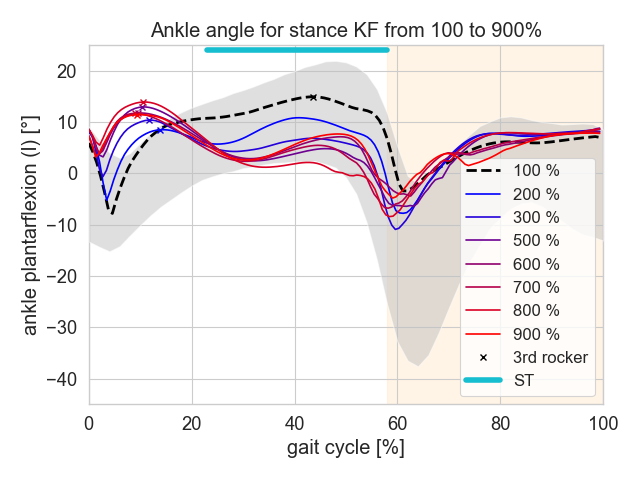 Ankle angle for stance KF from 100 to 900%
ankle plantarflexion (l) [°]
20
10
0
−10
−20
−30
−40
100 %
200 %
300 %
500 %
600 %
700 %
800 %
900 %
3rd rocker
ST
0 20 40 60 80 100
gait cycle [%]